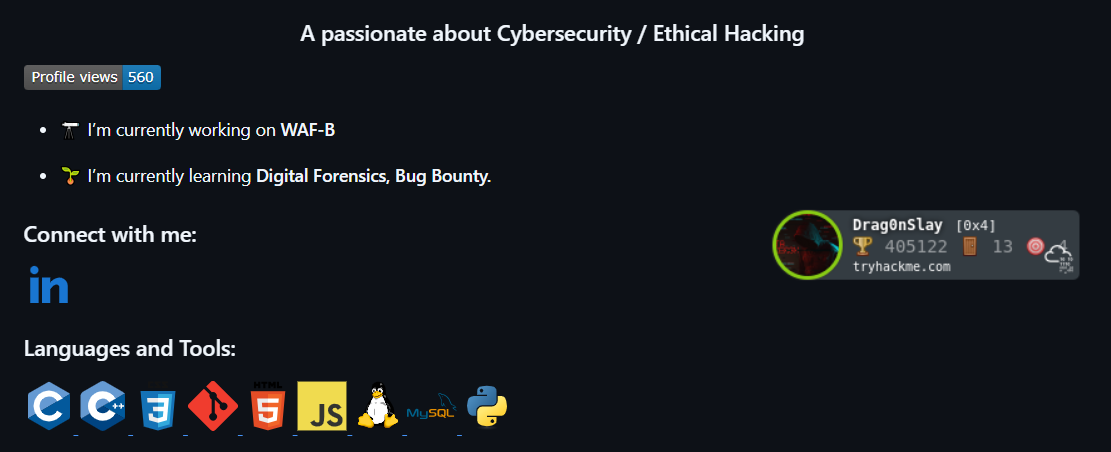 A passionate about Cybersecurity / Ethical Hacking
Profile views 560
I'm currently working on WAF-B
I'm currently learning Digital Forensics, Bug Bounty.
Drag0nSlay [0x4]
405122 13 4
tryhackme.com
Connect with me:
in
Languages and Tools:
C C++ 3 HTML 5 JS MySQL